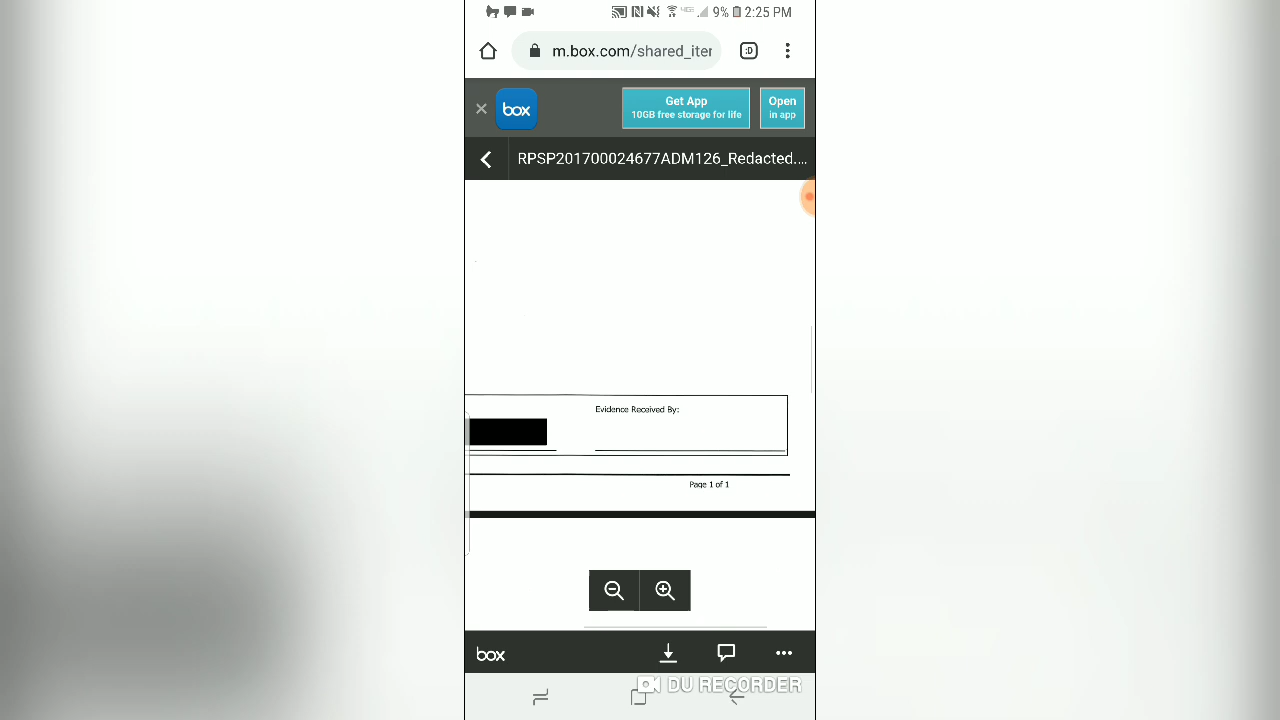 4G 9% 2:25 PM
m.box.com/shared_iter
:D
box
Get App
10GB free storage for life
Open
in app
RPSP201700024677ADM126_Redacted....
Evidence Received By:
Page 1 of 1
box
DU RECORDER